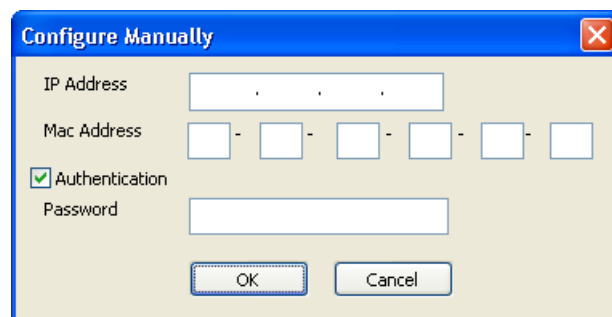 Configure Manually
IP Address . . .
Mac Address - - - - -
Authentication
Password
OK Cancel